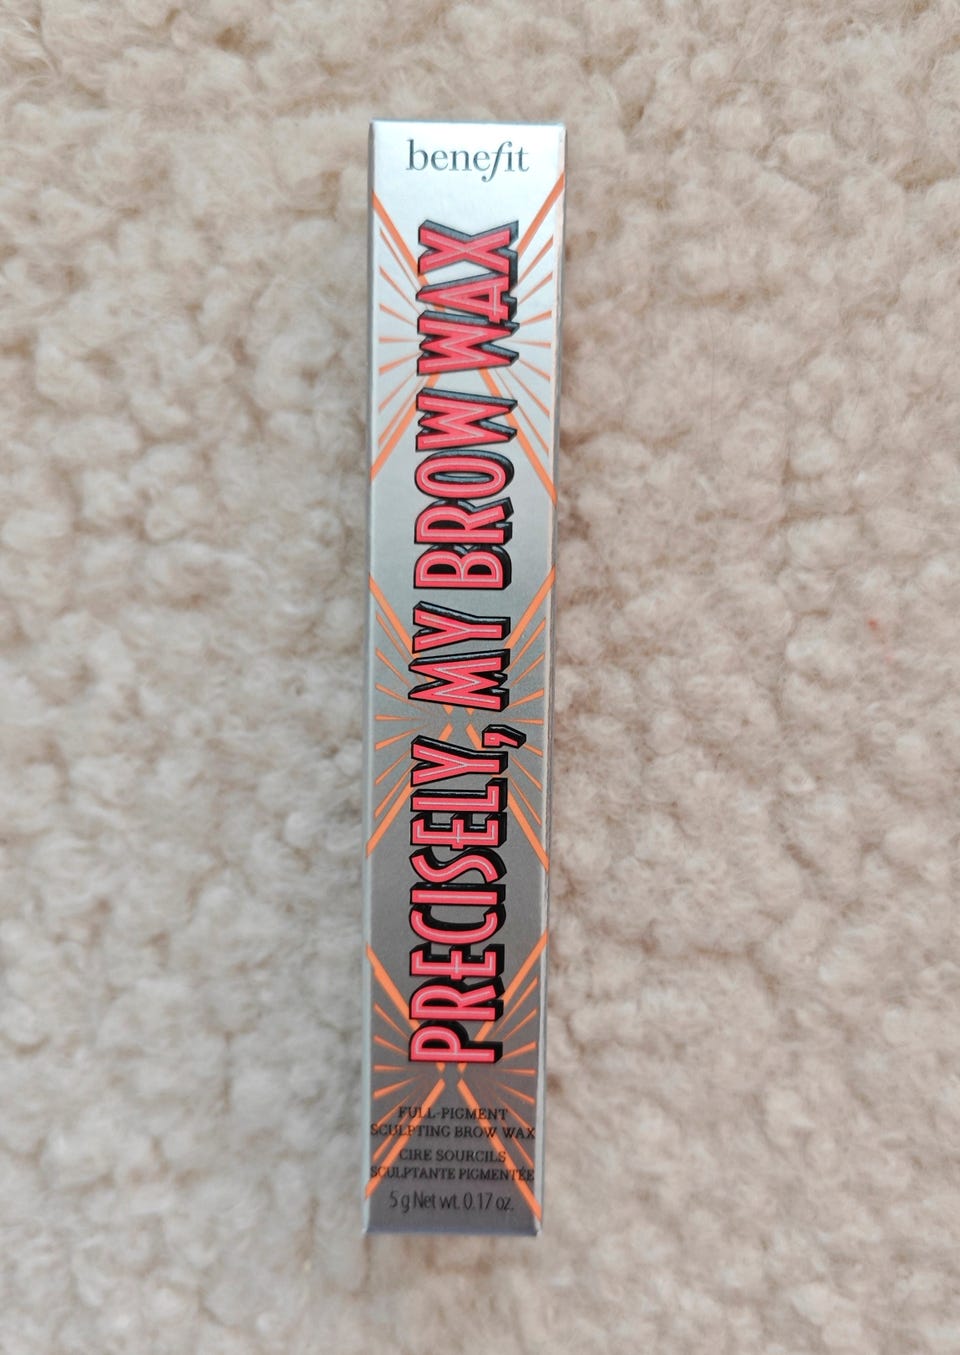 benefit
PRECISELY, MY BROW WAX
FULL-PIGMENT
SCULPTING BROW WAX
CIRE SOURCILS
SCULPTANTE PIGMENTÉE
5 g Net wt. 0.17 oz.